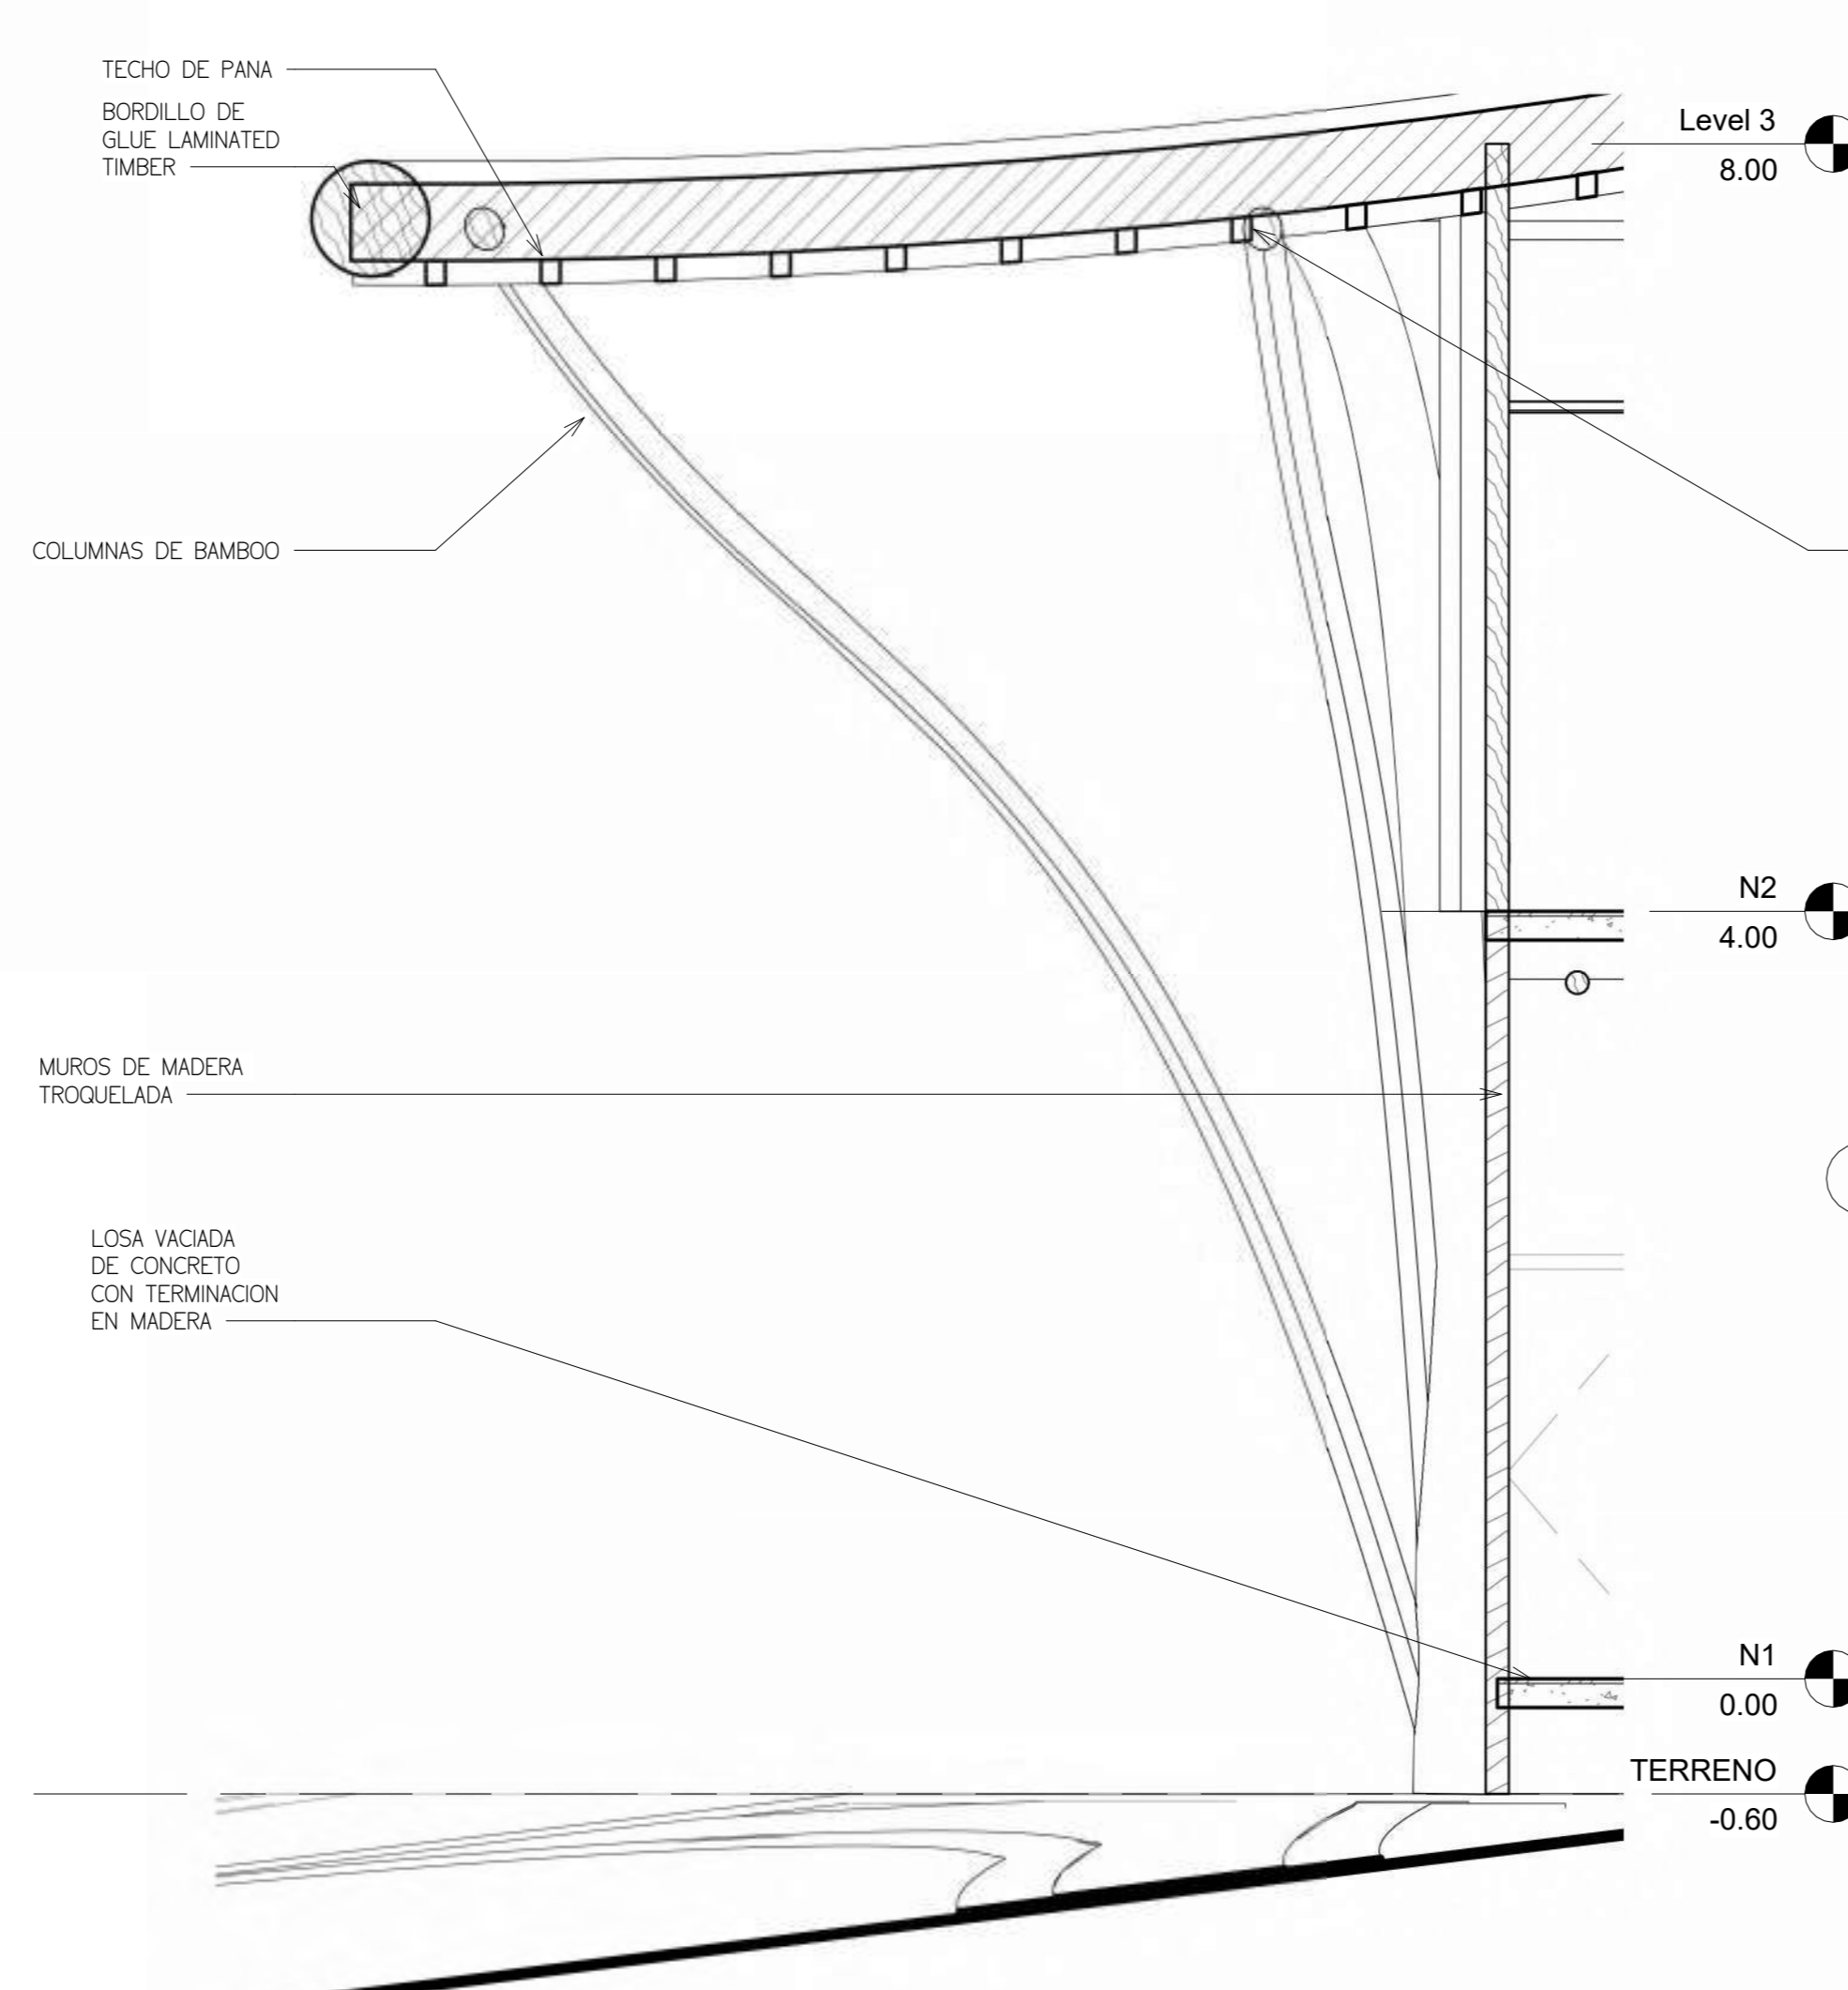 TECHO DE PANA
BORDILLO DE
GLUE LAMINATED
TIMBER
COLUMNAS DE BAMBOO
MUROS DE MADERA
TROQUELADA
LOSA VACIADA
DE CONCRETO
CON TERMINACION
EN MADERA
Level 3
8.00
N2
4.00
N1
0.00
TERRENO
-0.60